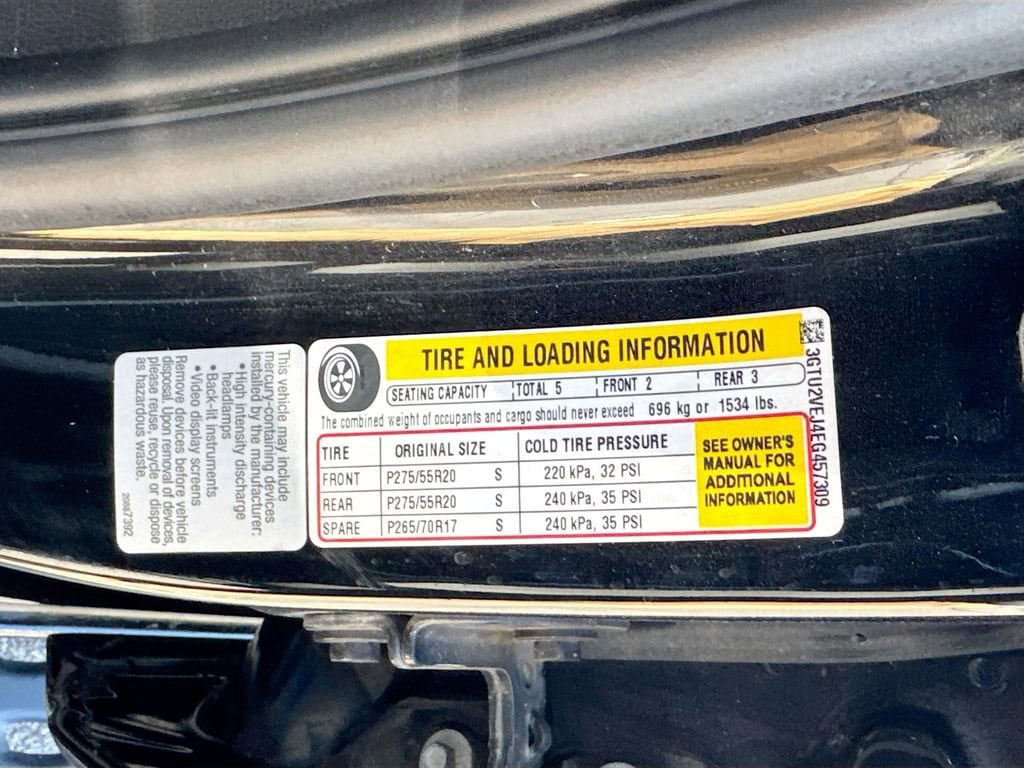 This vehicle may include
mercury-containing devices
installed by the manufacturer:
• High intensity discharge
headlamps
• Back-lit instruments
• Video display screens
Remove devices before vehicle
disposal. Upon removal of devices,
please reuse, recycle or dispose
as hazardous waste.
20867392
TIRE AND LOADING INFORMATION
SEATING CAPACITY TOTAL 5 FRONT 2 REAR 3
The combined weight of occupants and cargo should never exceed 696 kg or 1534 lbs.
TIRE ORIGINAL SIZE COLD TIRE PRESSURE
FRONT P275/55R20 S 220 kPa, 32 PSI
REAR P275/55R20 S 240 kPa, 35 PSI
SPARE P265/70R17 S 240 kPa, 35 PSI
SEE OWNER'S
MANUAL FOR
ADDITIONAL
INFORMATION
3GTU2VEJ4EG457309